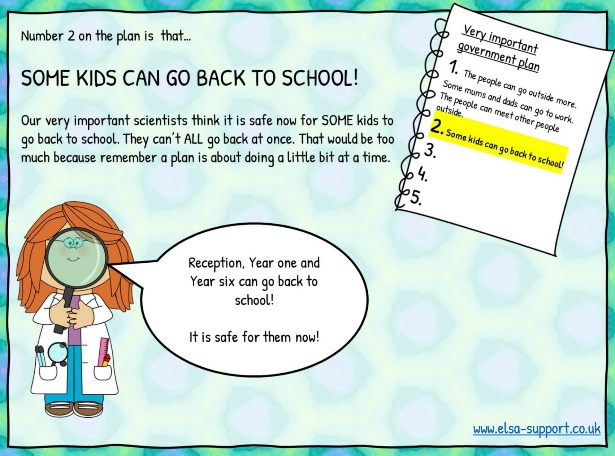 Number 2 on the plan is that...
SOME KIDS CAN GO BACK TO SCHOOL!
Our very important scientists think it is safe now for SOME kids to
go back to school. They can't ALL go back at once. That would be too
much because remember a plan is about doing a little bit at a time.
Very important
government plan
1. The people can go outside more.
Some mums and dads can go to work.
The people can meet other people
outside.
2. Some kids can go back to school!
3.
4.
5.
Reception, Year one and
Year six can go back to
school!
It is safe for them now!
www.elsa-support.co.uk